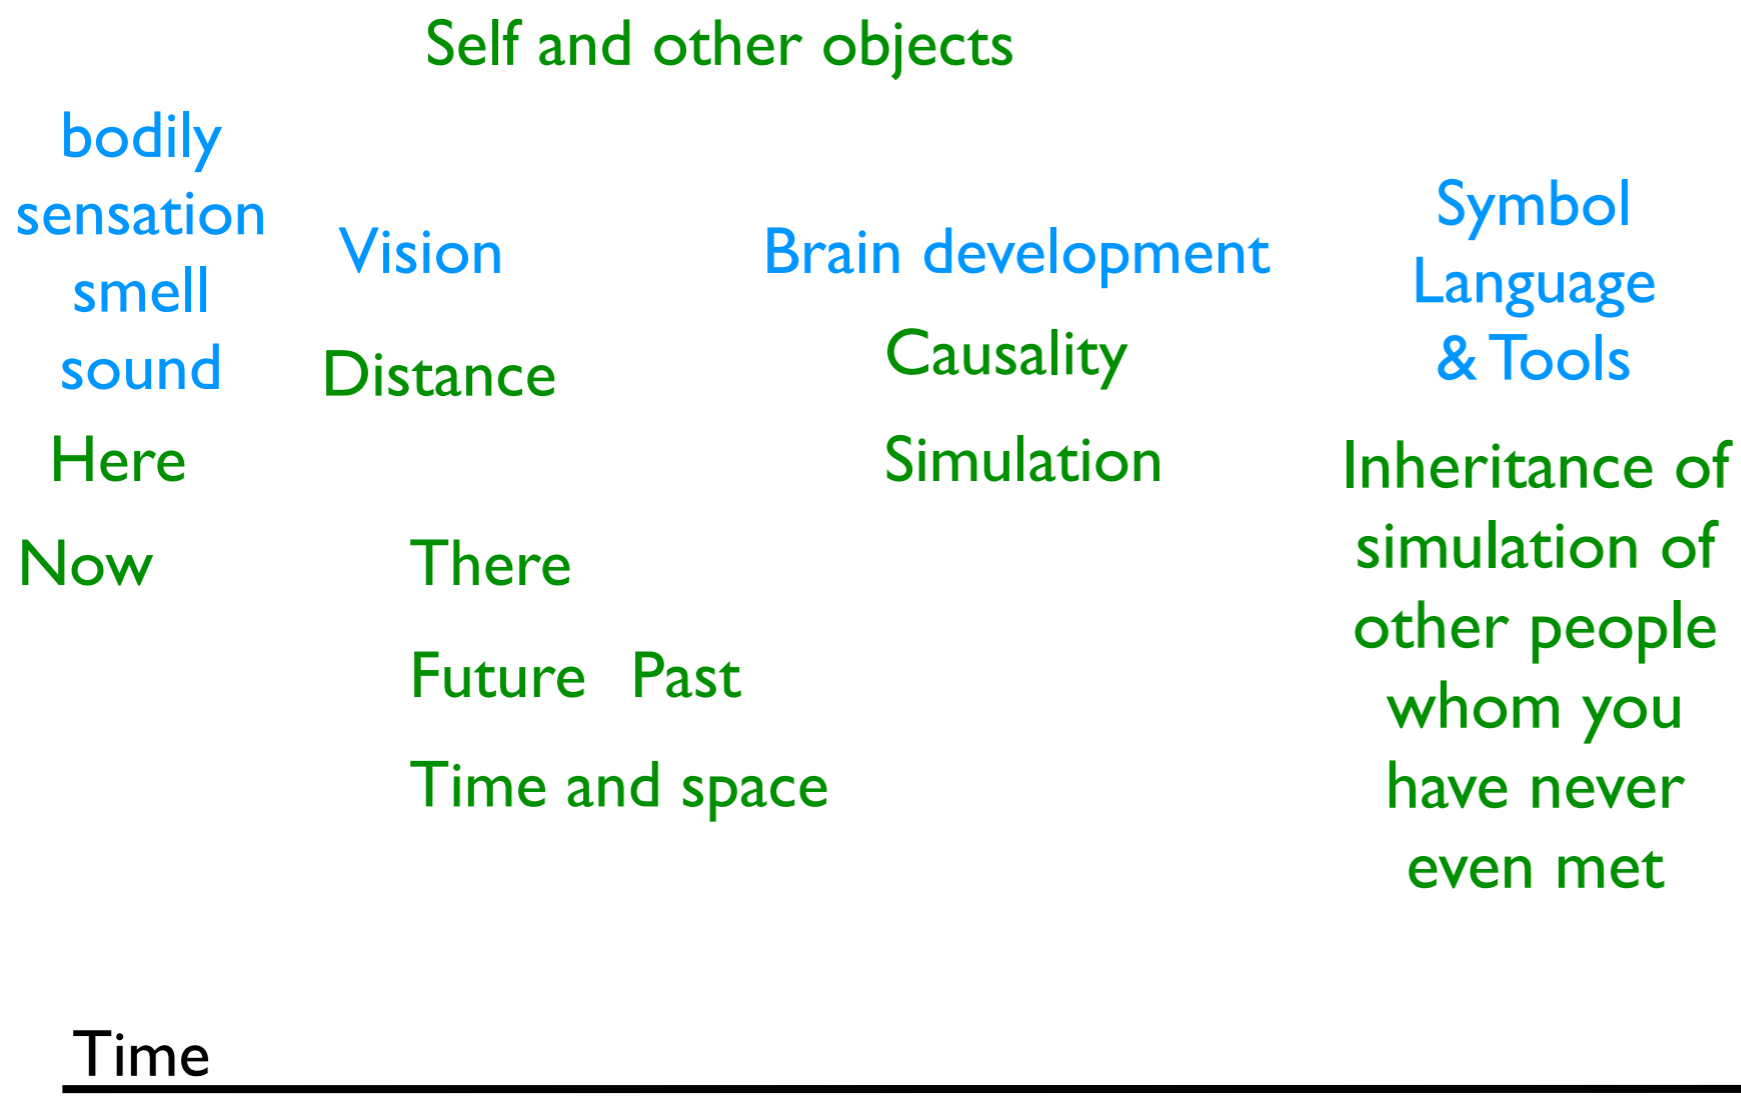 Self and other objects
bodily
sensation
smell
sound
Here
Now
Vision
Distance
There
Future Past
Time and space
Brain development
Causality
Simulation
Symbol
Language
& Tools
Inheritance of
simulation of
other people
whom you
have never
even met
Time